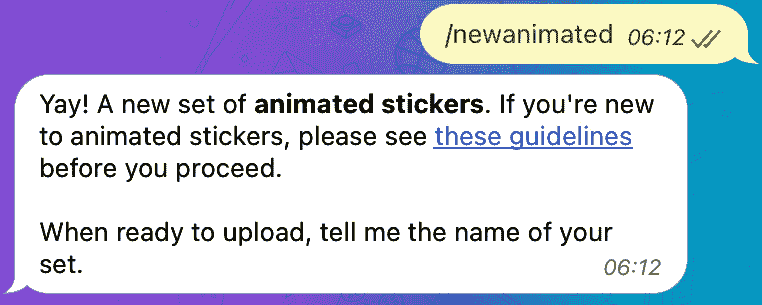 /newanimated 06:12
Yay! A new set of animated stickers. If you're new
to animated stickers, please see these guidelines
before you proceed.
When ready to upload, tell me the name of your
set.
06:12